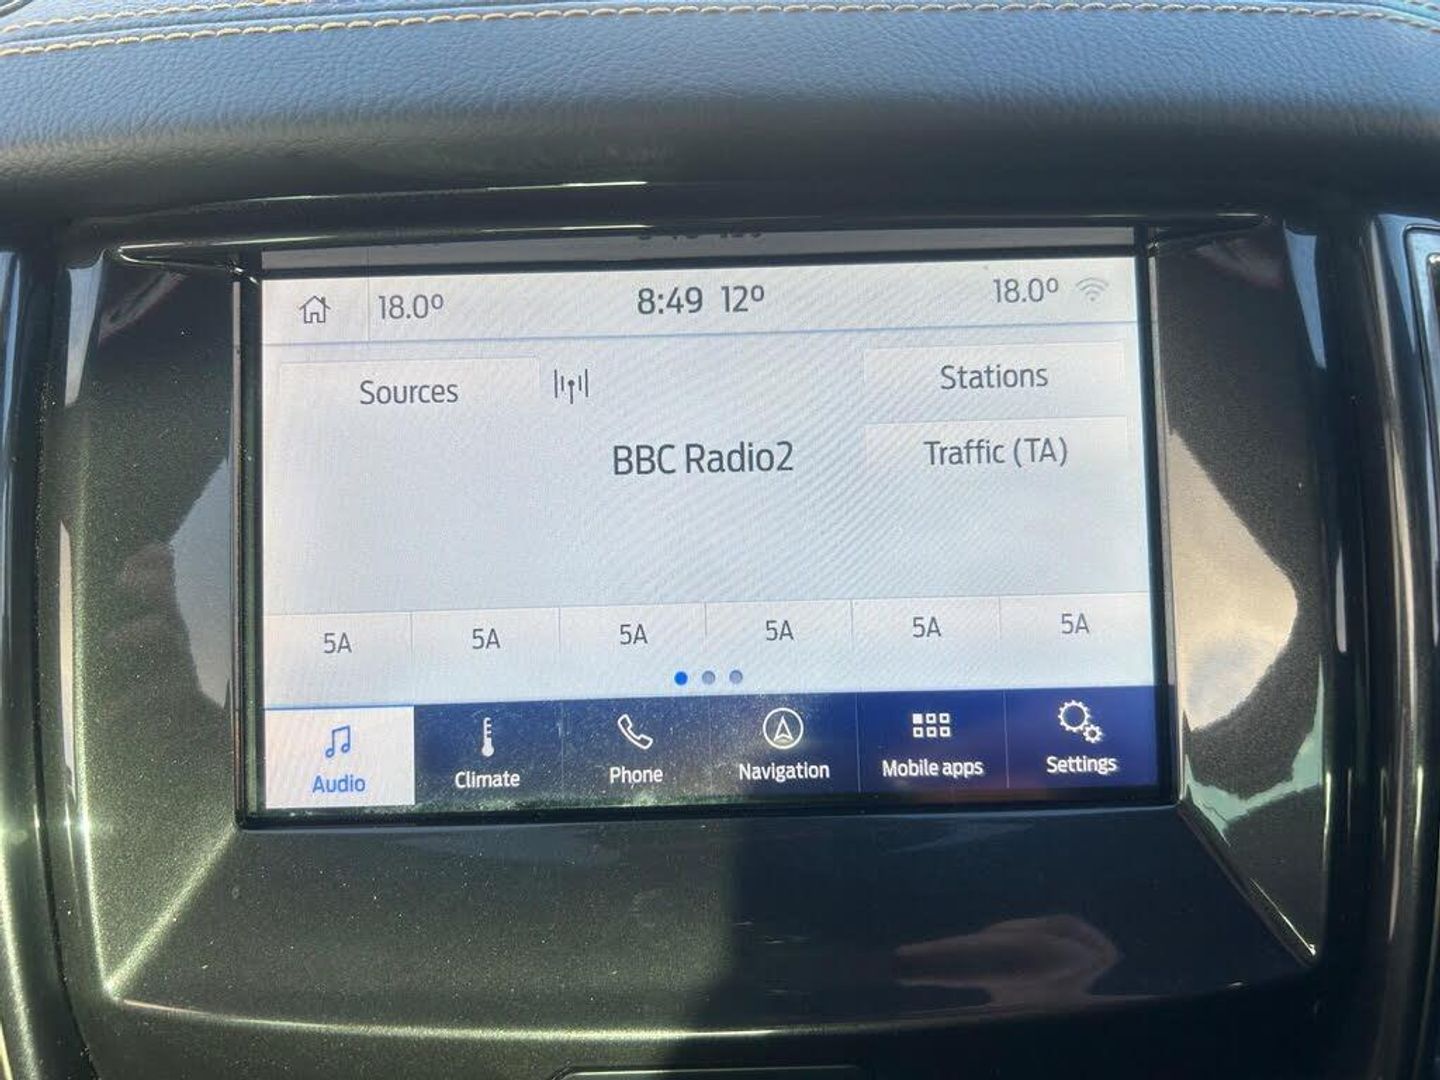 18.0° 8:49 12° 18.0°
Sources Stations
BBC Radio2 Traffic (TA)
5A 5A 5A 5A 5A 5A
Audio Climate Phone Navigation Mobile apps Settings